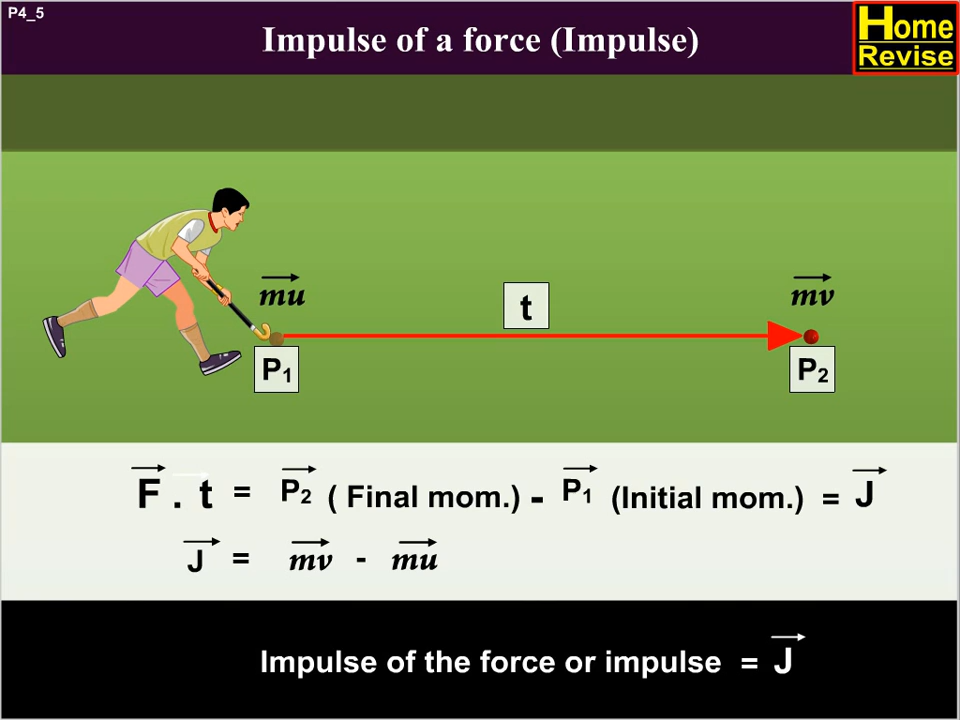 P4_5
Impulse of a force (Impulse)
Home
Revise
mu
t
mv
P₁
P₂
F . t = P₂ ( Final mom.) - P₁ (Initial mom.) = J
J = mv - mu
Impulse of the force or impulse = J